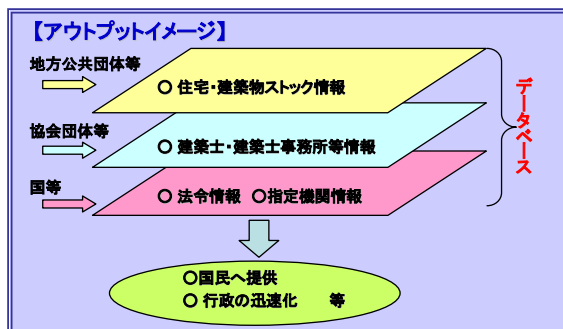 【アウトプットイメージ】
地方公共団体等
○ 住宅・建築物ストック情報
協会団体等
○ 建築士・建築士事務所等情報
国等
○ 法令情報 ○指定機関情報
データベース
○国民へ提供
○ 行政の迅速化 等